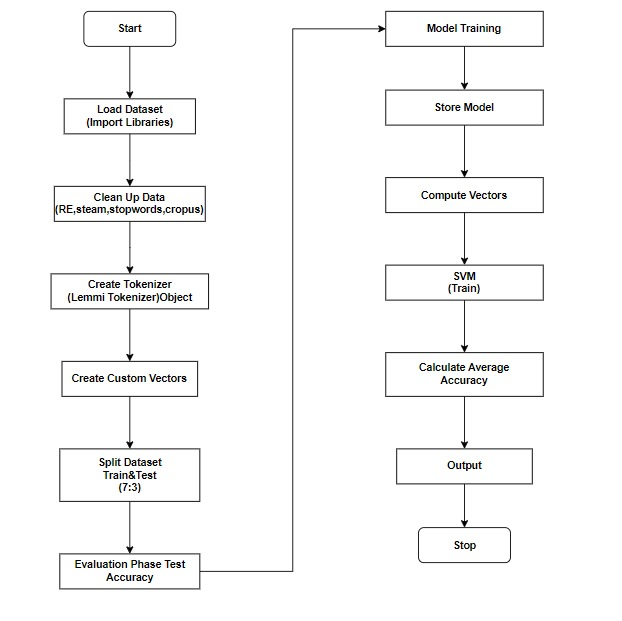 Start
Load Dataset
(Import Libraries)
Clean Up Data
(RE,steam,stopwords,cropus)
Create Tokenizer
(Lemmi Tokenizer)Object
Create Custom Vectors
Split Dataset
Train&Test
(7:3)
Evaluation Phase Test
Accuracy
Model Training
Store Model
Compute Vectors
SVM
(Train)
Calculate Average
Accuracy
Output
Stop